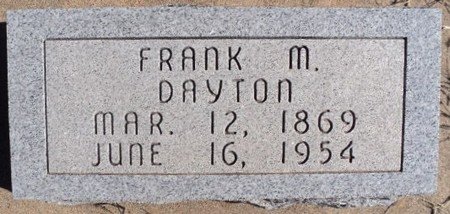 FRANK M.
DAYTON
MAR. 12, 1869
JUNE 16, 1954